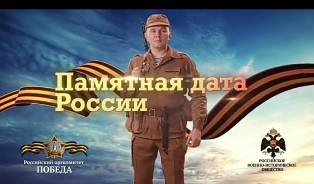 Памятная дата
России
Российский оргкомитет
ПОБЕДА
РОССИЙСКОЕ
ВОЕННО-ИСТОРИЧЕСКОЕ
ОБЩЕСТВО